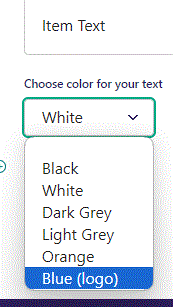 Item Text
Choose color for your text
White
Black
White
Dark Grey
Light Grey
Orange
Blue (logo)